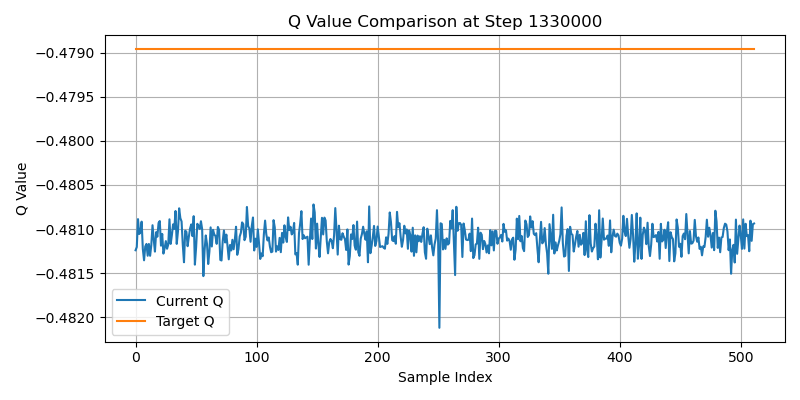 Q Value Comparison at Step 1330000
−0.4790
−0.4795
−0.4800
−0.4805
−0.4810
−0.4815
−0.4820
Q Value
Current Q
Target Q
0 100 200 300 400 500
Sample Index